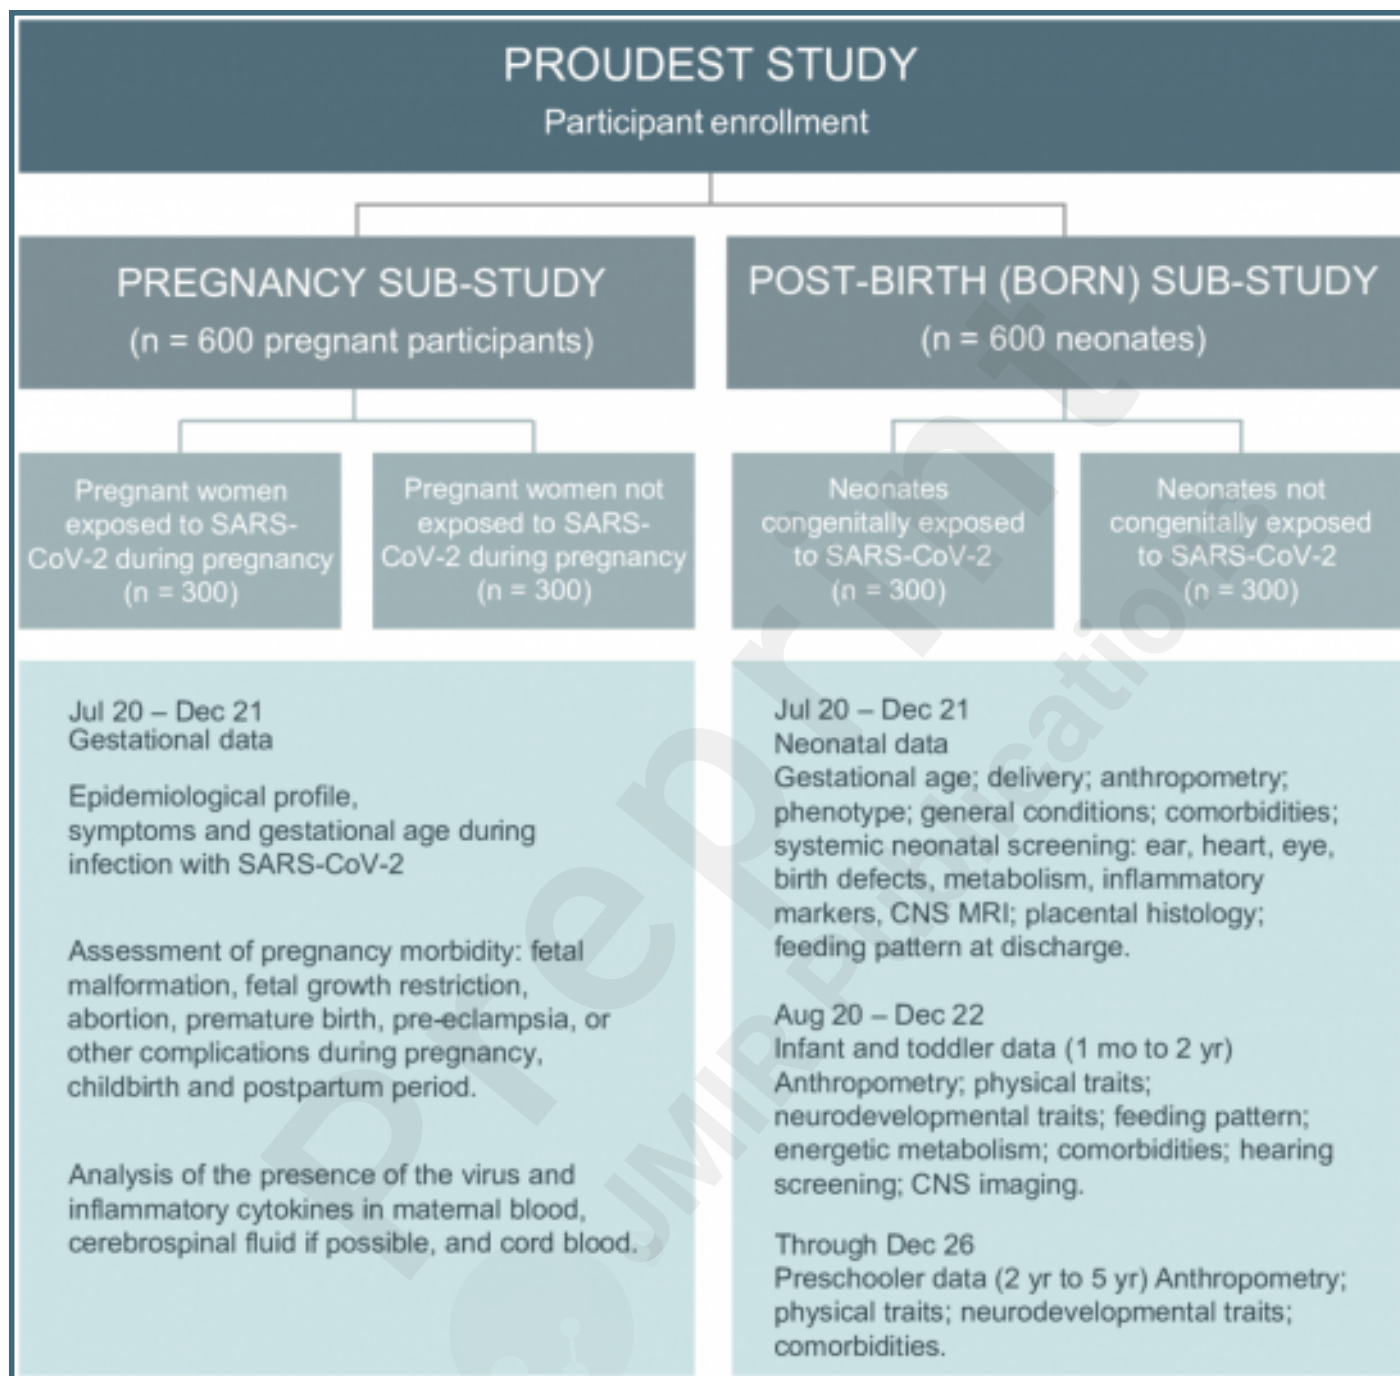 PROUDEST STUDY
Participant enrollment
PREGNANCY SUB-STUDY
(n = 600 pregnant participants)
POST-BIRTH (BORN) SUB-STUDY
(n = 600 neonates)
Pregnant women
exposed to SARS-
CoV-2 during pregnancy
(n = 300)
Pregnant women not
exposed to SARS-
CoV-2 during pregnancy
(n = 300)
Neonates
congenitally exposed
to SARS-CoV-2
(n = 300)
Neonates not
congenitally exposed
to SARS-CoV-2
(n = 300)
Jul 20 – Dec 21
Gestational data
Epidemiological profile,
symptoms and gestational age during
infection with SARS-CoV-2
Assessment of pregnancy morbidity: fetal
malformation, fetal growth restriction,
abortion, premature birth, pre-eclampsia, or
other complications during pregnancy,
childbirth and postpartum period.
Analysis of the presence of the virus and
inflammatory cytokines in maternal blood,
cerebrospinal fluid if possible, and cord blood.
Jul 20 – Dec 21
Neonatal data
Gestational age; delivery; anthropometry;
phenotype; general conditions; comorbidities;
systemic neonatal screening: ear, heart, eye,
birth defects, metabolism, inflammatory
markers, CNS MRI; placental histology;
feeding pattern at discharge.
Aug 20 – Dec 22
Infant and toddler data (1 mo to 2 yr)
Anthropometry; physical traits;
neurodevelopmental traits; feeding pattern;
energetic metabolism; comorbidities; hearing
screening; CNS imaging.
Through Dec 26
Preschooler data (2 yr to 5 yr) Anthropometry;
physical traits; neurodevelopmental traits;
comorbidities.
Preprint
JMIR Publications